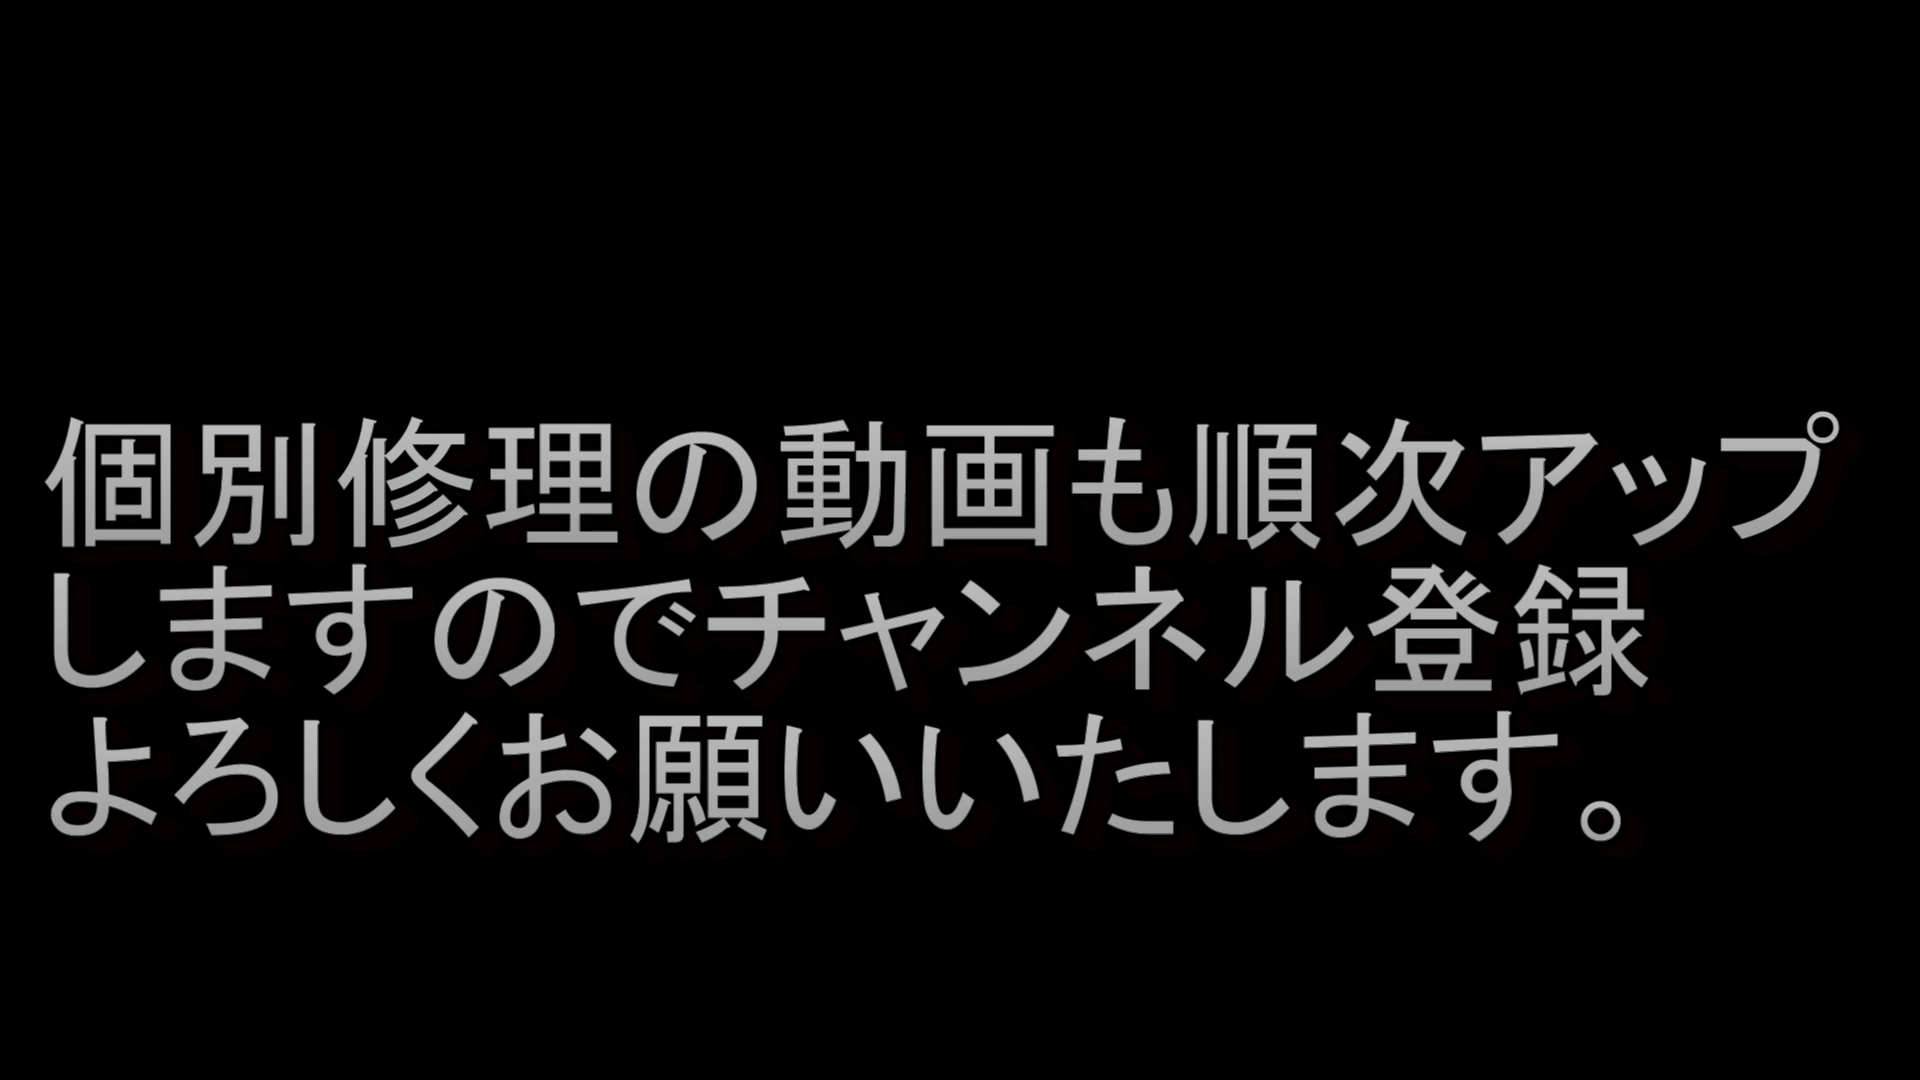 個別修理の動画も順次アップ
しますのでチャンネル登録
よろしくお願いいたします。